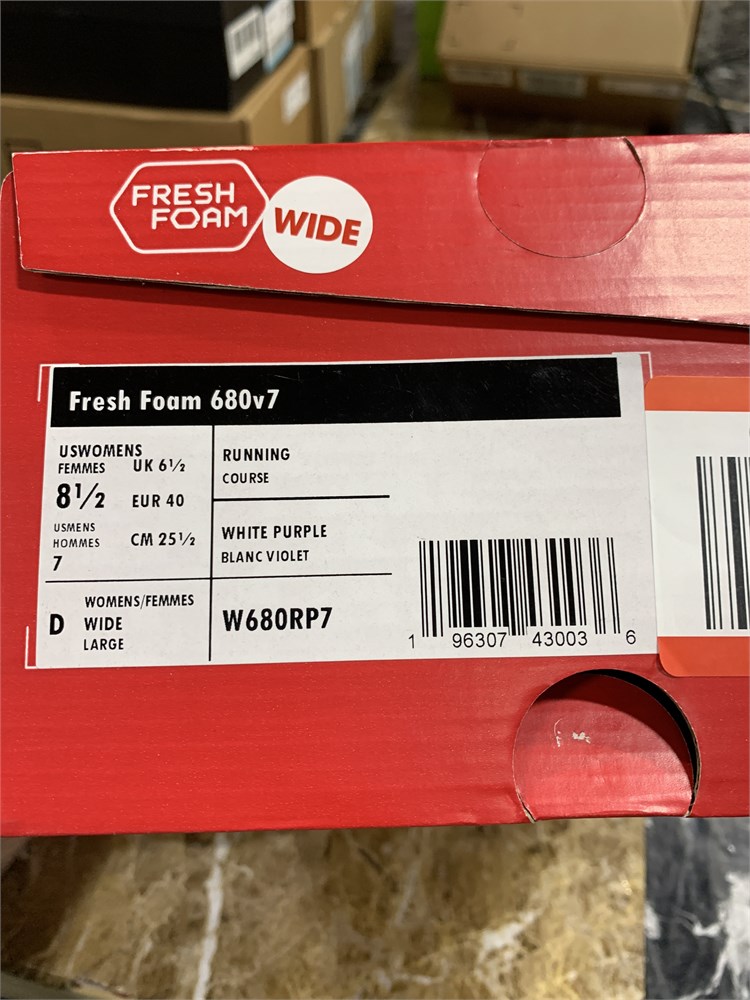 FRESH
FOAM
WIDE
Fresh Foam 680v7
USWOMENS
FEMMES
UK 6½
8½
EUR 40
USMENS
HOMMES
CM 25½
7
RUNNING
COURSE
WHITE PURPLE
BLANC VIOLET
D
WOMENS/FEMMES
WIDE
LARGE
W680RP7
1 96307 43003 6